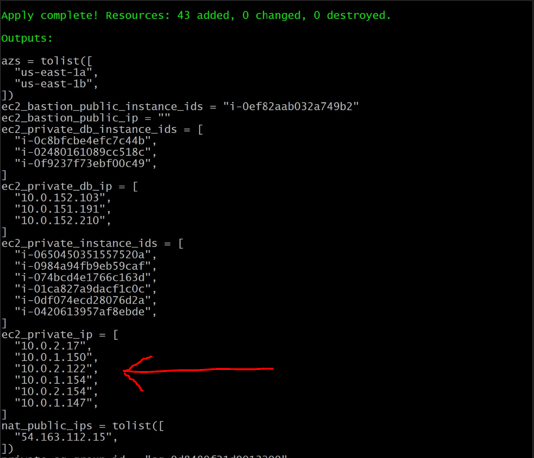 Apply complete! Resources: 43 added, 0 changed, 0 destroyed.
Outputs:
azs = tolist([
"us-east-1a",
"us-east-1b",
])
ec2_bastion_public_instance_ids = "i-0ef82aab032a749b2"
ec2_bastion_public_ip = ""
ec2_private_db_instance_ids = [
"i-0c8bfcbe4efc7c44b",
"i-02480161089cc518c",
"i-0f9237f73ebf00c49",
]
ec2_private_db_ip = [
"10.0.152.103",
"10.0.151.191",
"10.0.152.210",
]
ec2_private_instance_ids = [
"i-0650450351557520a",
"i-0984a94fb9eb59caf",
"i-074bcd4e1766c163d",
"i-01ca827a9dacf1c0c",
"i-0df074ecd28076d2a",
"i-0420613957af8ebde",
]
ec2_private_ip = [
"10.0.2.17",
"10.0.1.150",
"10.0.2.122",
"10.0.1.154",
"10.0.2.154",
"10.0.1.147",
]
nat_public_ips = tolist([
"54.163.112.15",
])